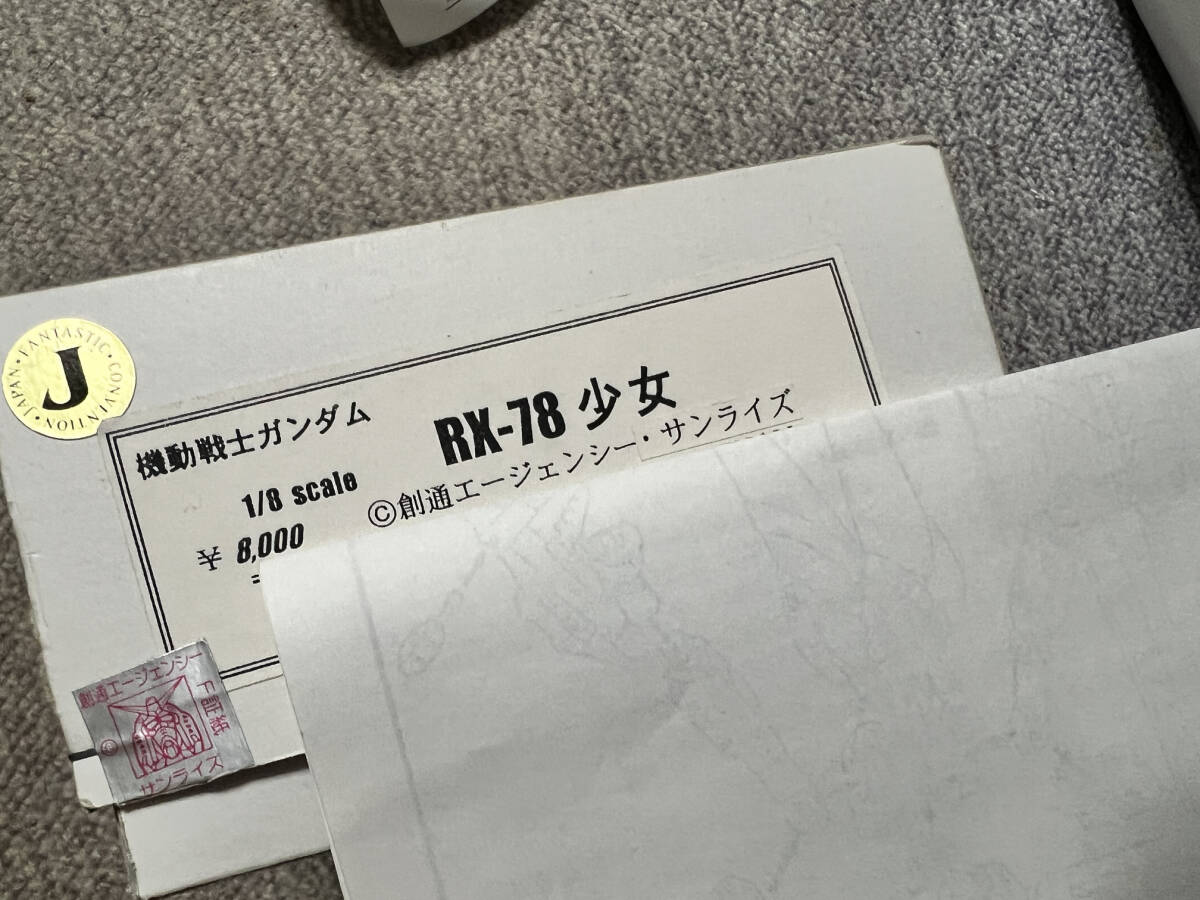 JAPAN・FANTASTIC・CONVENTION・
J
機動戦士ガンダム
RX-78 少女
1/8 scale
©創通エージェンシー・サンライズ
¥ 8,000
創通エージェンシー
サンライズ